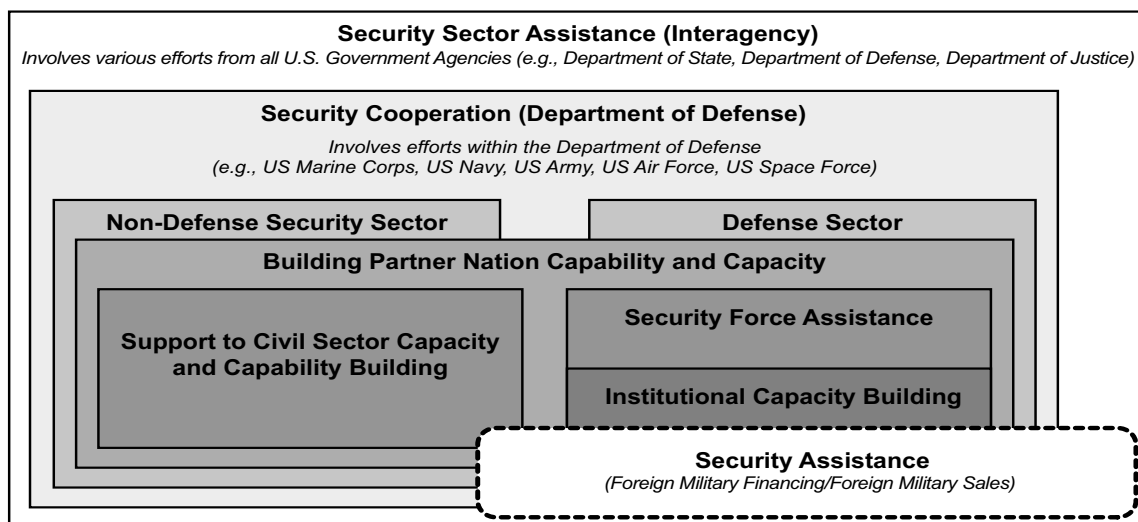 Security Sector Assistance (Interagency)
Involves various efforts from all U.S. Government Agencies (e.g., Department of State, Department of Defense, Department of Justice)
Security Cooperation (Department of Defense)
Involves efforts within the Department of Defense
(e.g., US Marine Corps, US Navy, US Army, US Air Force, US Space Force)
Non-Defense Security Sector
Defense Sector
Building Partner Nation Capability and Capacity
Support to Civil Sector Capacity
and Capability Building
Security Force Assistance
Institutional Capacity Building
Security Assistance
(Foreign Military Financing/Foreign Military Sales)